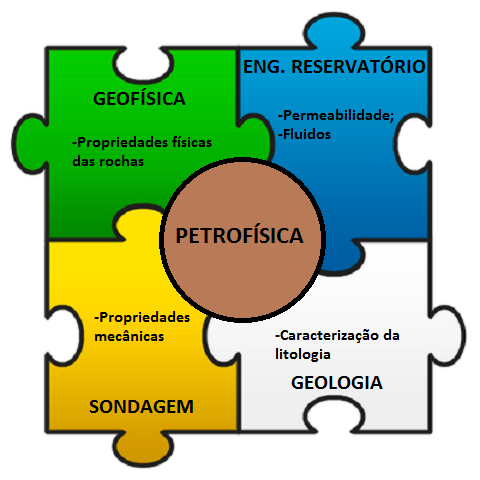 GEOFÍSICA
-Propriedades físicas
das rochas
ENG. RESERVATÓRIO
-Permeabilidade;
-Fluidos
PETROFÍSICA
-Propriedades
mecânicas
SONDAGEM
-Caracterização da
litologia
GEOLOGIA